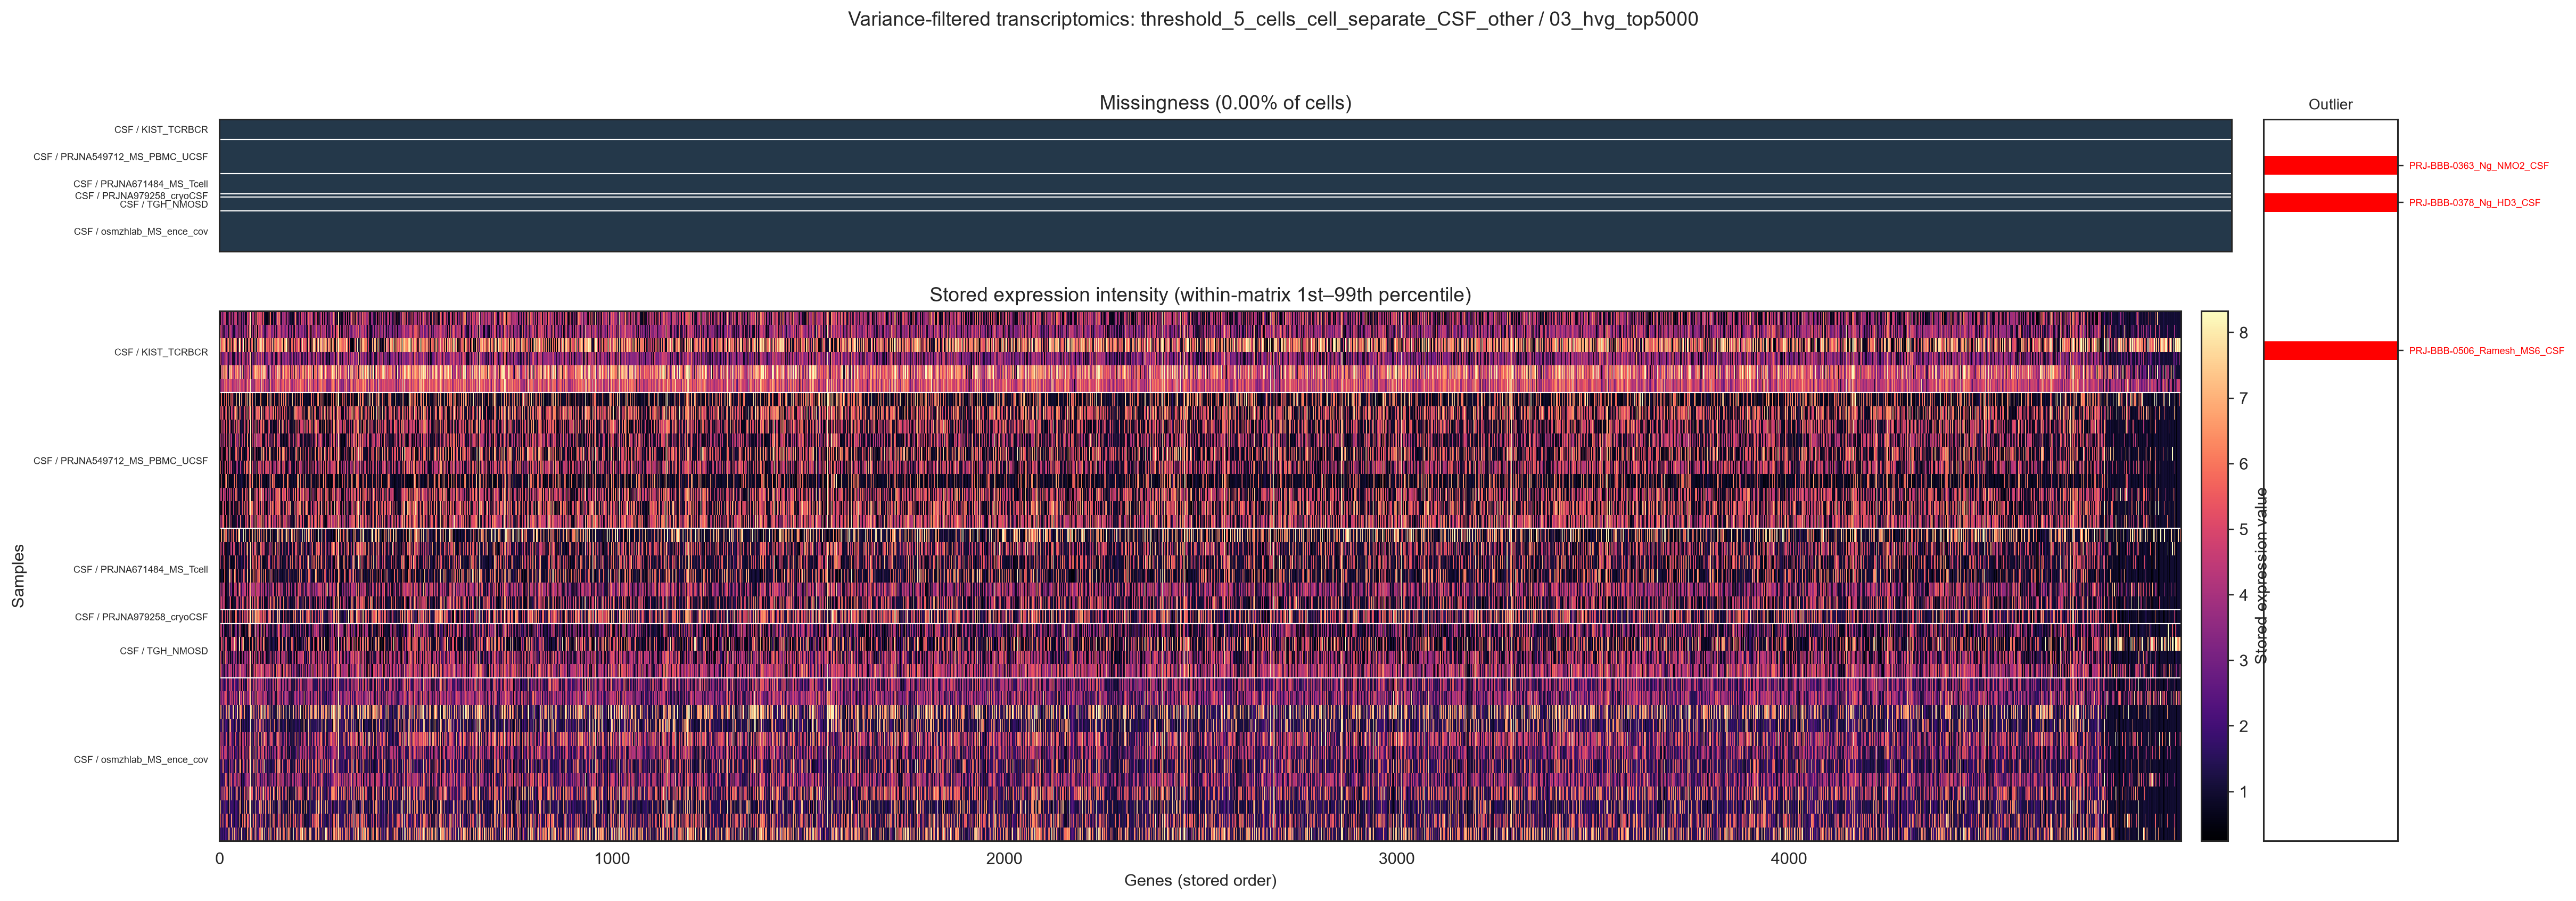 Variance-filtered transcriptomics: threshold_5_cells_cell_separate_CSF_other / 03_hvg_top5000
Missingness (0.00% of cells)
Outlier
CSF / KIST_TCRBCR
CSF / PRJNA549712_MS_PBMC_UCSF
CSF / PRJNA671484_MS_Tcell
CSF / PRJNA979258_cryoCSF
CSF / TGH_NMOSD
CSF / osmzhlab_MS_ence_cov
PRJ-BBB-0363_Ng_NMO2_CSF
PRJ-BBB-0378_Ng_HD3_CSF
PRJ-BBB-0506_Ramesh_MS6_CSF
Stored expression intensity (within-matrix 1st–99th percentile)
Samples
CSF / KIST_TCRBCR
CSF / PRJNA549712_MS_PBMC_UCSF
CSF / PRJNA671484_MS_Tcell
CSF / PRJNA979258_cryoCSF
CSF / TGH_NMOSD
CSF / osmzhlab_MS_ence_cov
8
7
6
5
4
3
2
1
Stored expression value
0 1000 2000 3000 4000
Genes (stored order)